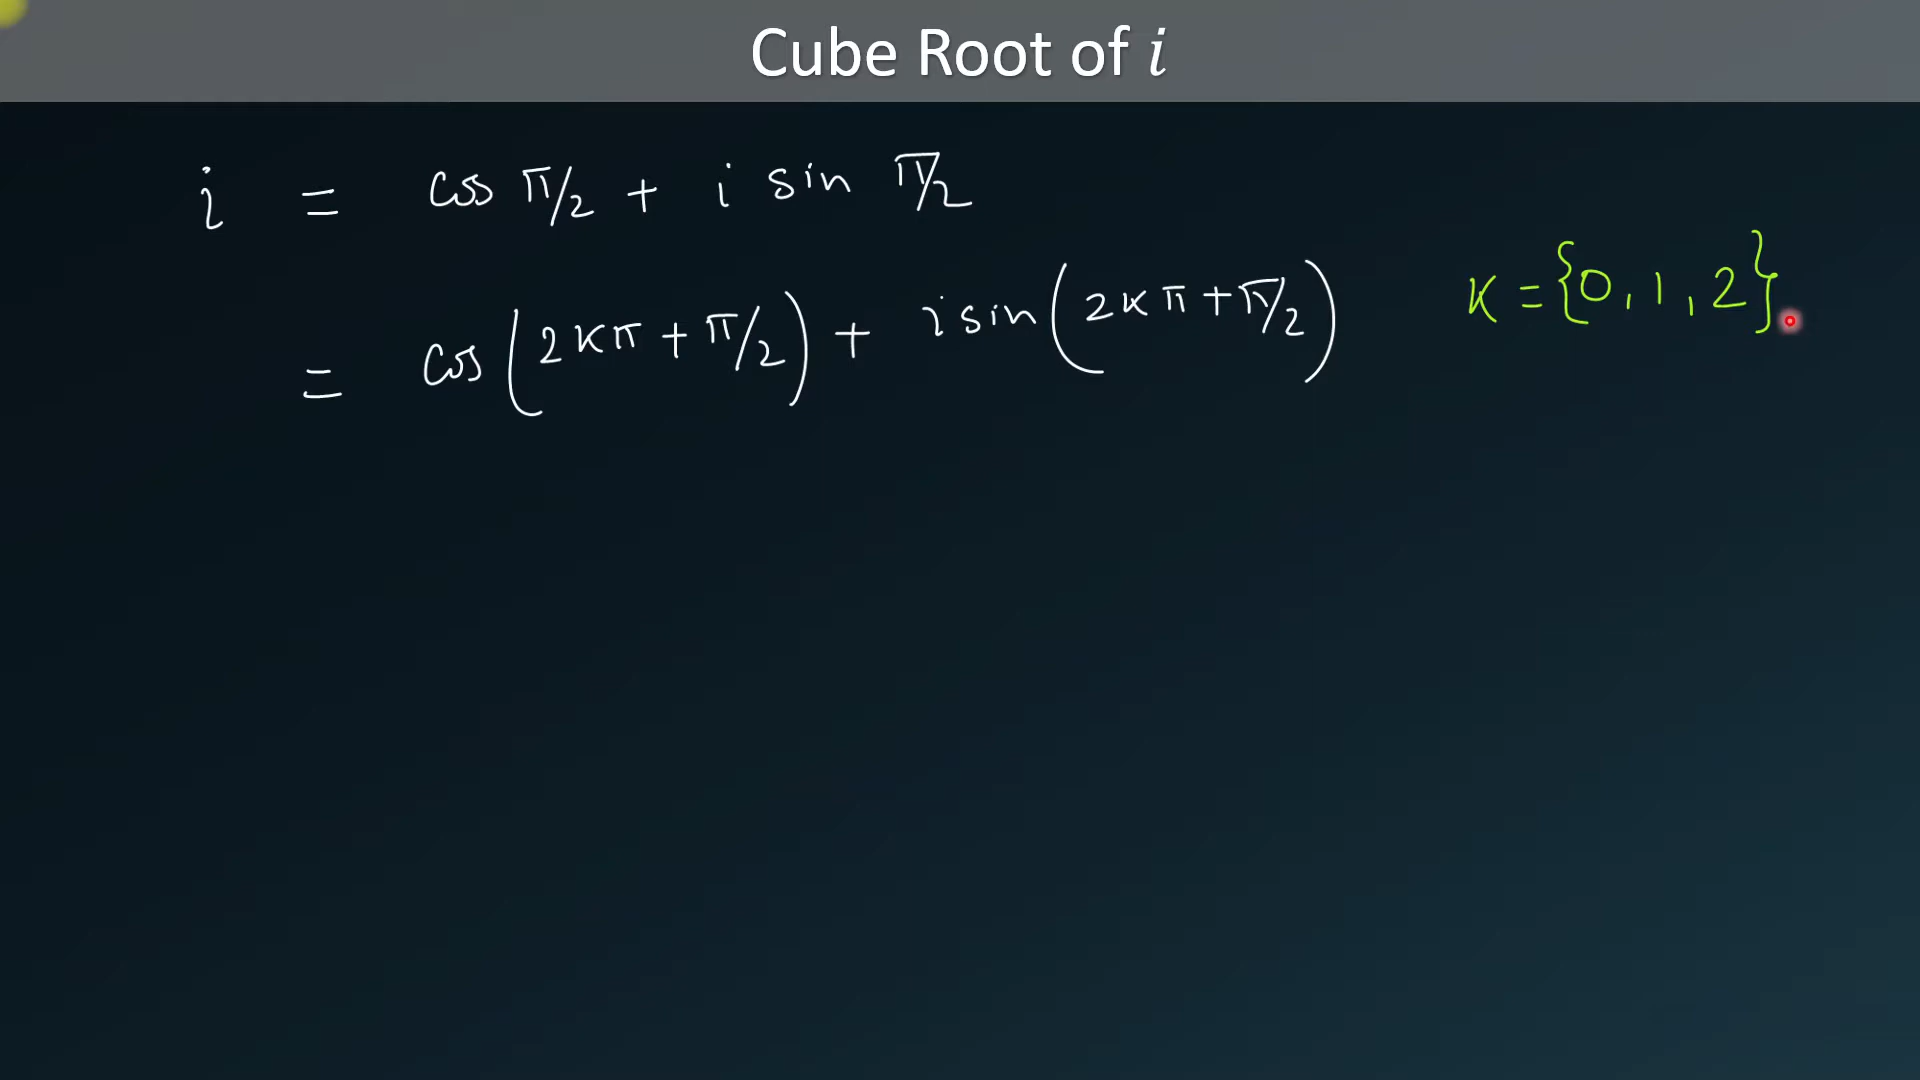 Cube Root of i
i = cos π/2 + i sin π/2
= cos(2kπ + π/2) + i sin(2kπ + π/2)
K = {0, 1, 2}